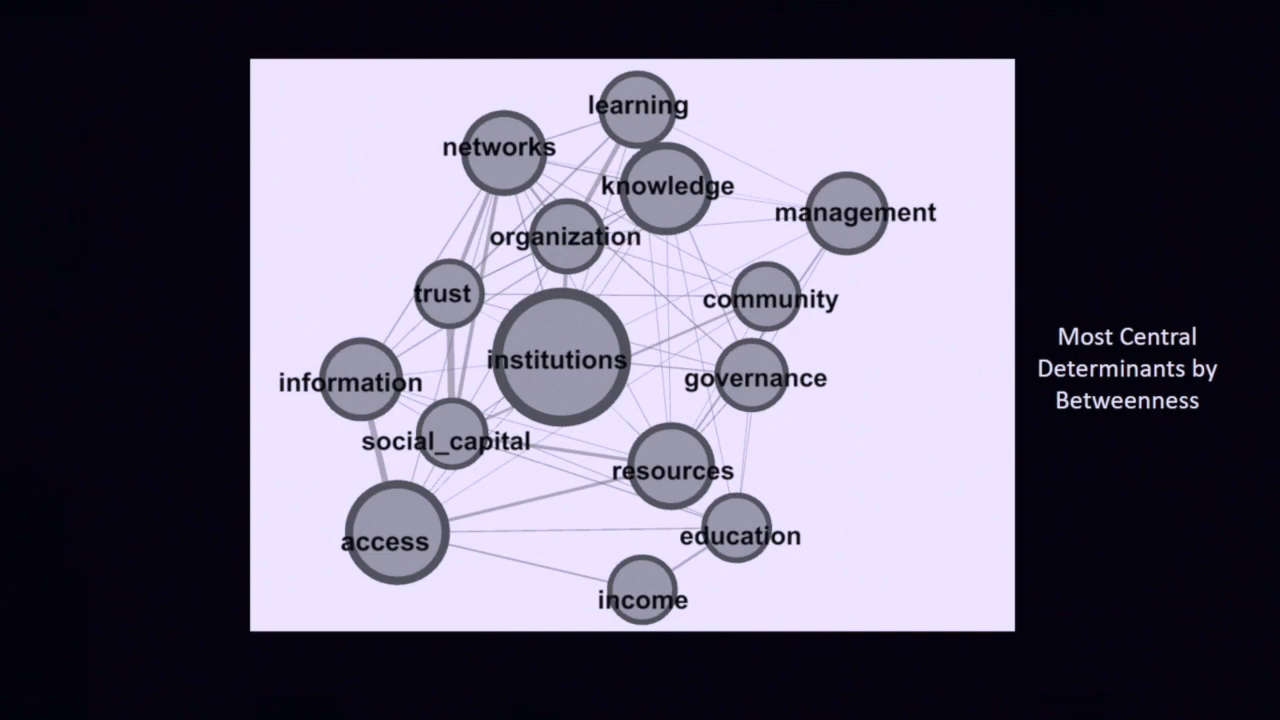 learning
networks
knowledge
management
organization
trust
community
institutions
information
governance
social_capital
resources
access
education
income
Most Central
Determinants by
Betweenness